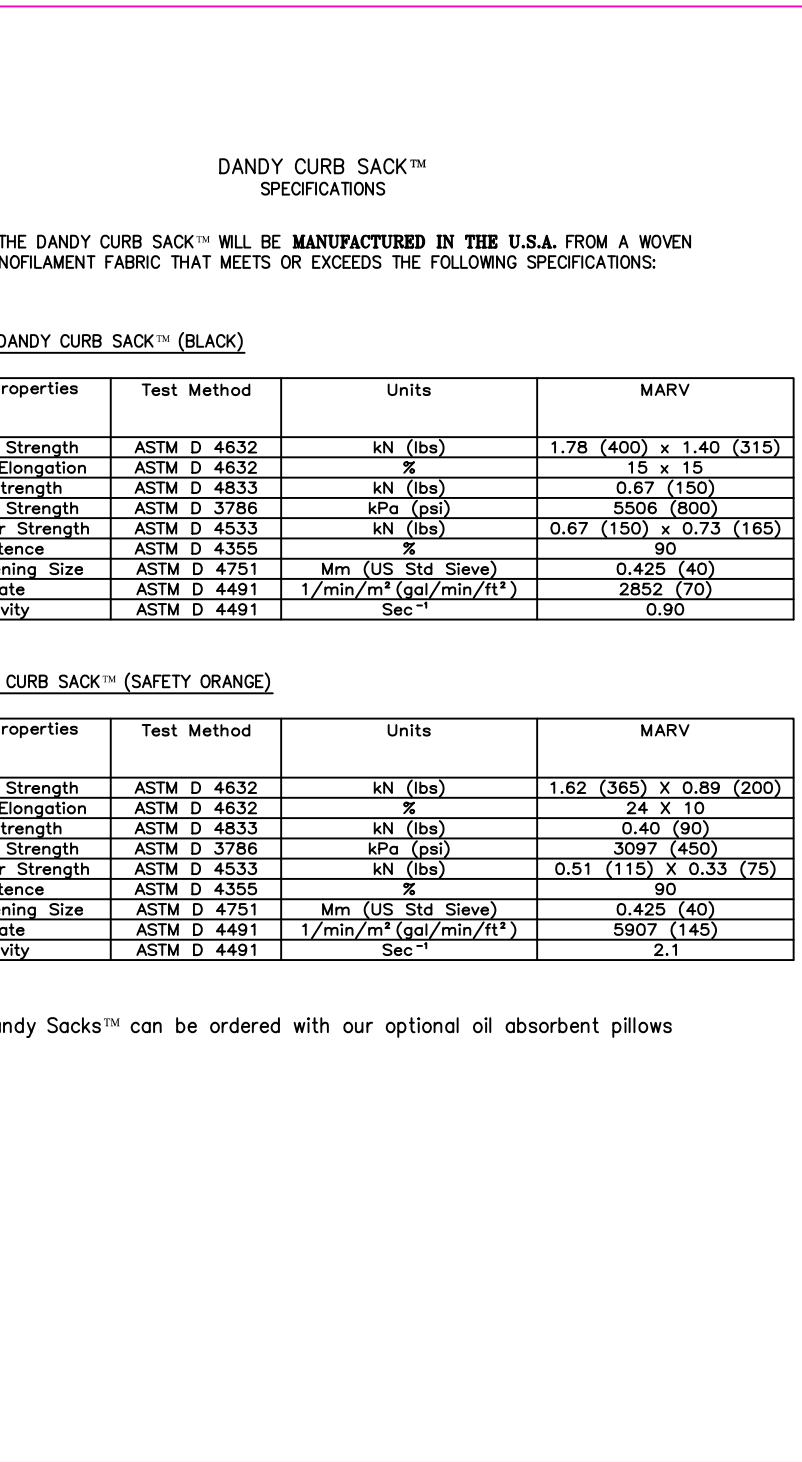 DANDY CURB SACK™
SPECIFICATIONS
THE DANDY CURB SACK™ WILL BE MANUFACTURED IN THE U.S.A. FROM A WOVEN
NOFILAMENT FABRIC THAT MEETS OR EXCEEDS THE FOLLOWING SPECIFICATIONS:
DANDY CURB SACK™ (BLACK)
roperties Test Method Units MARV
Strength ASTM D 4632 kN (lbs) 1.78 (400) x 1.40 (315)
Elongation ASTM D 4632 % 15 x 15
trength ASTM D 4833 kN (lbs) 0.67 (150)
Strength ASTM D 3786 kPa (psi) 5506 (800)
r Strength ASTM D 4533 kN (lbs) 0.67 (150) x 0.73 (165)
tence ASTM D 4355 % 90
ning Size ASTM D 4751 Mm (US Std Sieve) 0.425 (40)
ate ASTM D 4491 1/min/m² (gal/min/ft²) 2852 (70)
vity ASTM D 4491 Sec⁻¹ 0.90
CURB SACK™ (SAFETY ORANGE)
roperties Test Method Units MARV
Strength ASTM D 4632 kN (lbs) 1.62 (365) X 0.89 (200)
Elongation ASTM D 4632 % 24 X 10
trength ASTM D 4833 kN (lbs) 0.40 (90)
Strength ASTM D 3786 kPa (psi) 3097 (450)
r Strength ASTM D 4533 kN (lbs) 0.51 (115) X 0.33 (75)
tence ASTM D 4355 % 90
ning Size ASTM D 4751 Mm (US Std Sieve) 0.425 (40)
ate ASTM D 4491 1/min/m² (gal/min/ft²) 5907 (145)
vity ASTM D 4491 Sec⁻¹ 2.1
ndy Sacks™ can be ordered with our optional oil absorbent pillows